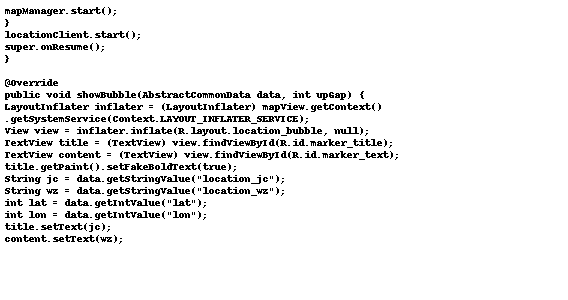 mapManager.start();
}
locationClient.start();
super.onResume();
}

@Override
public void showBubble(AbstractCommonData data, int upGap) {
LayoutInflater inflater = (LayoutInflater) mapView.getContext()
.getSystemService(Context.LAYOUT_INFLATER_SERVICE);
View view = inflater.inflate(R.layout.location_bubble, null);
TextView title = (TextView) view.findViewById(R.id.marker_title);
TextView content = (TextView) view.findViewById(R.id.marker_text);
title.getPaint().setFakeBoldText(true);
String jc = data.getStringValue("location_jc");
String wz = data.getStringValue("location_wz");
int lat = data.getIntValue("lat");
int lon = data.getIntValue("lon");
title.setText(jc);
content.setText(wz);